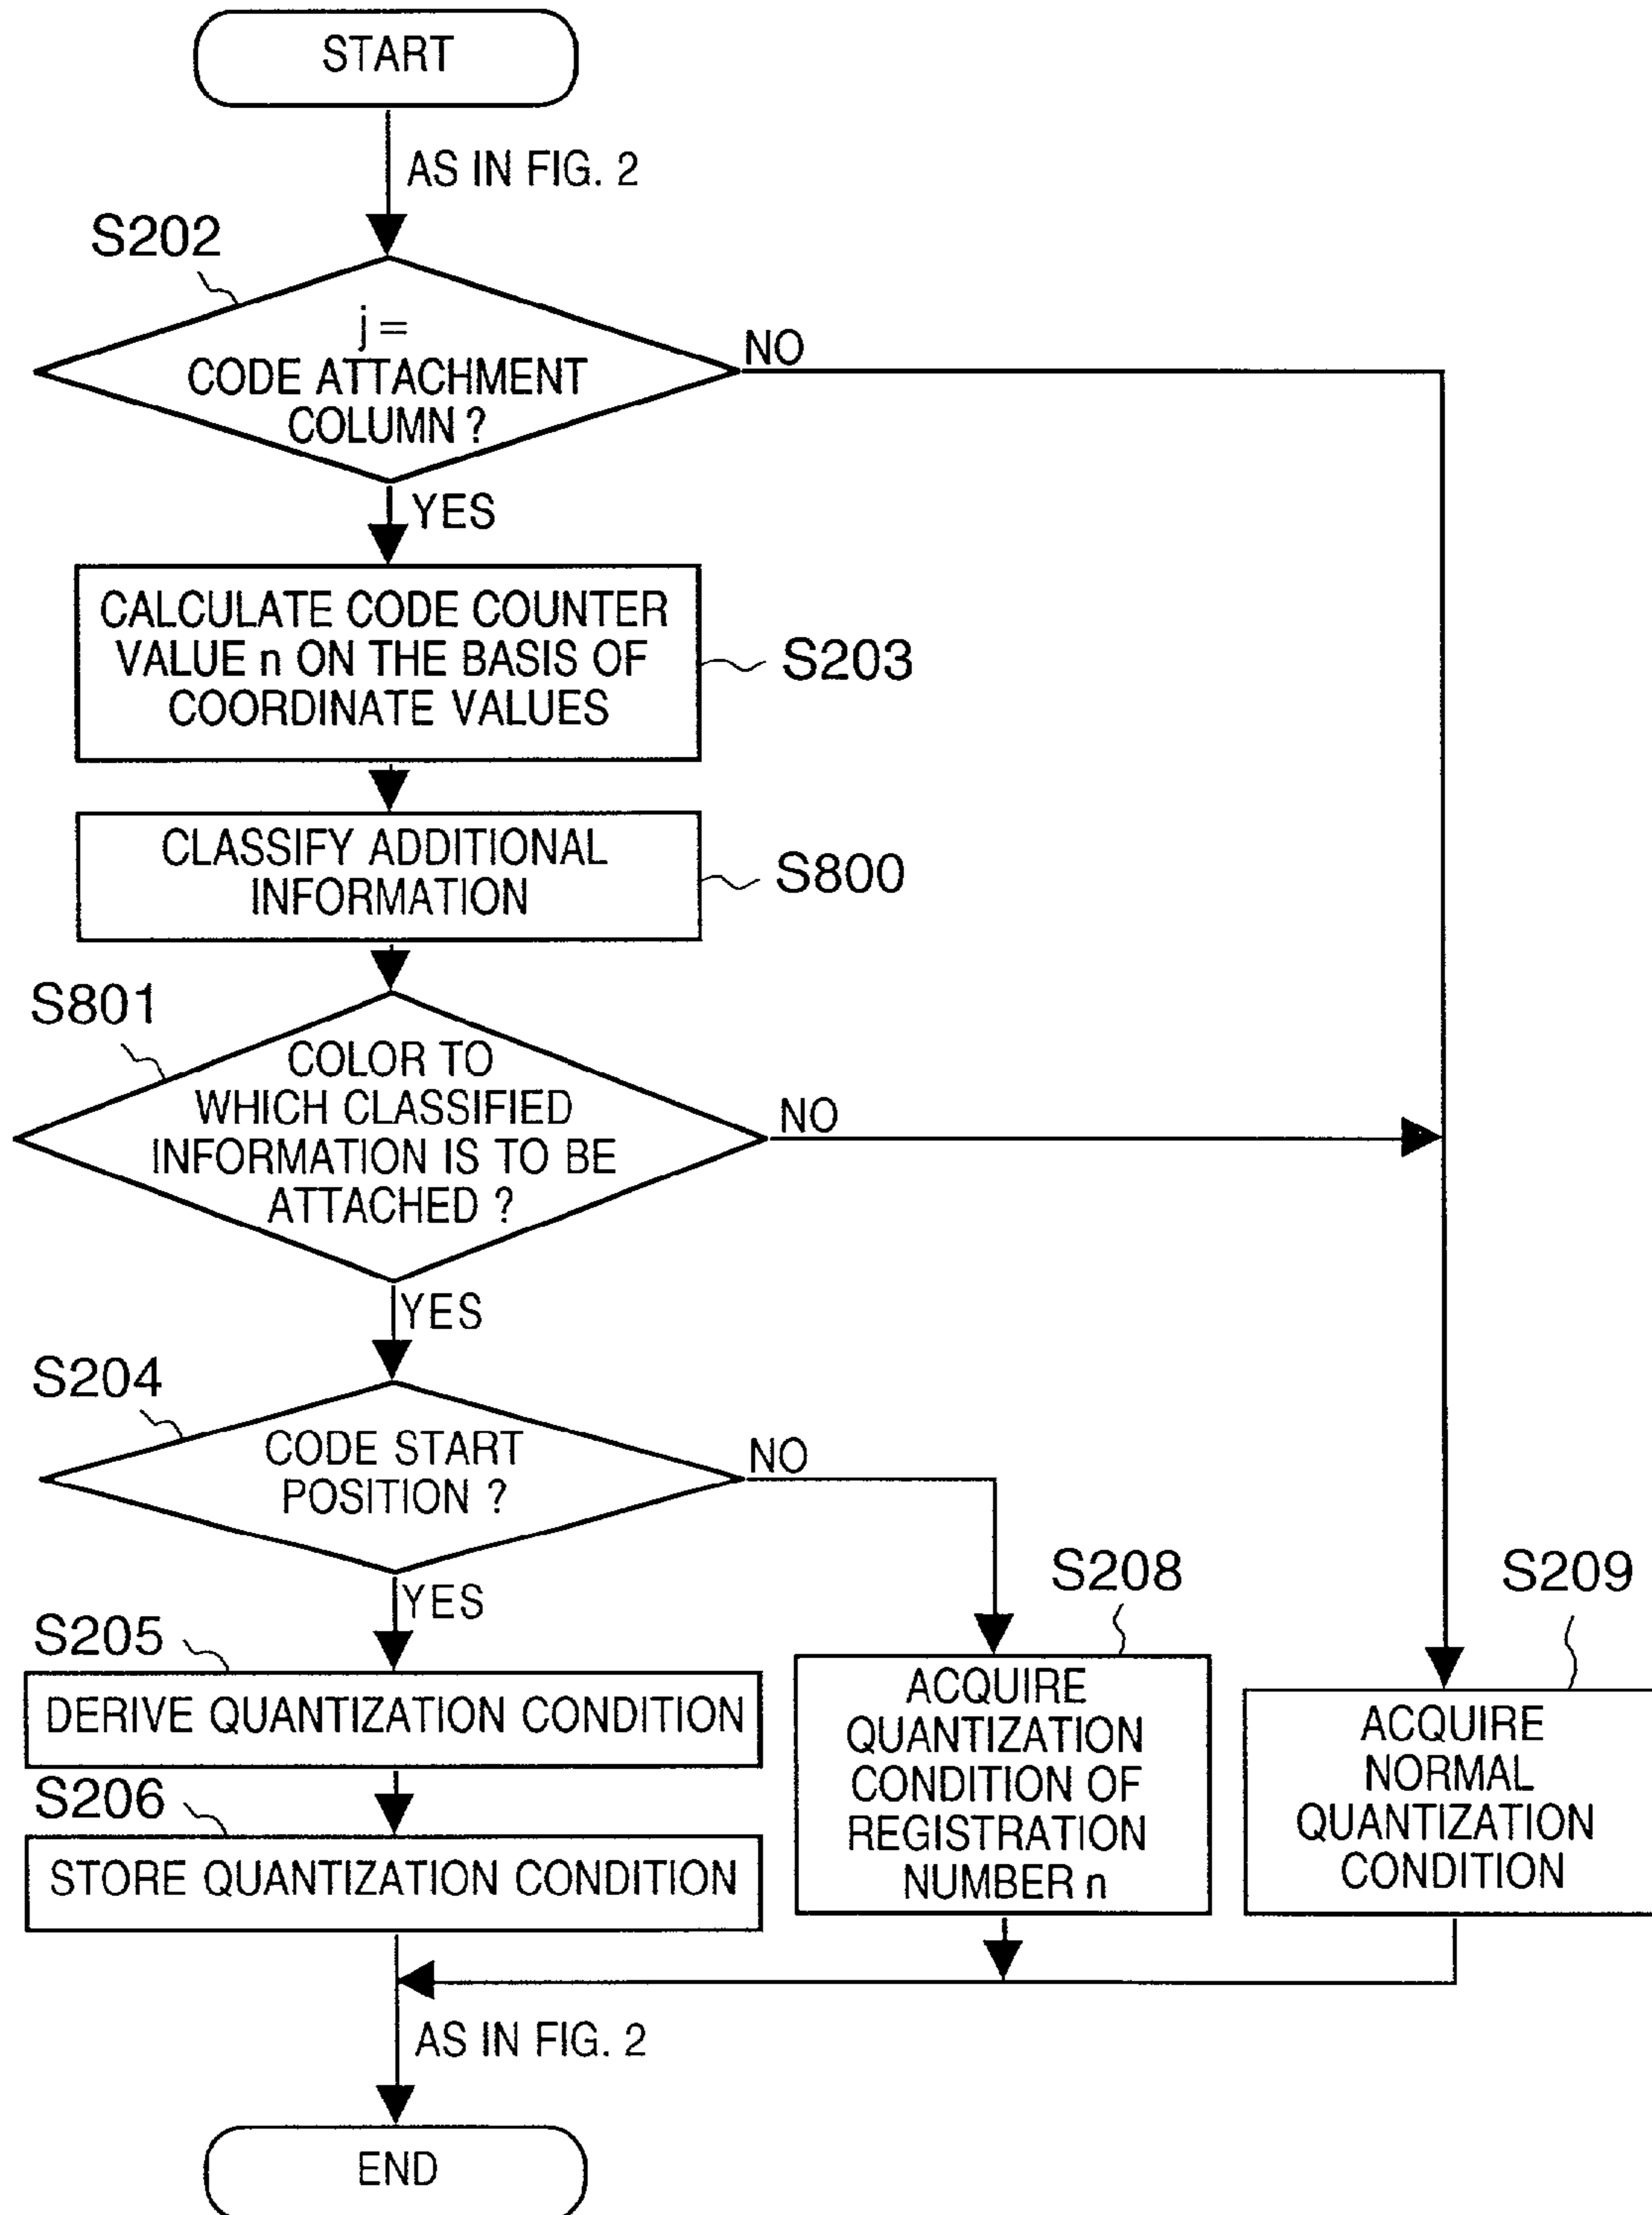 START
AS IN FIG. 2
S202
j =
CODE ATTACHMENT
COLUMN ?
NO
YES
CALCULATE CODE COUNTER
VALUE n ON THE BASIS OF
COORDINATE VALUES
S203
CLASSIFY ADDITIONAL
INFORMATION
S800
S801
COLOR TO
WHICH CLASSIFIED
INFORMATION IS TO BE
ATTACHED ?
NO
YES
S204
CODE START
POSITION ?
NO
YES
S205
DERIVE QUANTIZATION CONDITION
S206
STORE QUANTIZATION CONDITION
S208
ACQUIRE
QUANTIZATION
CONDITION OF
REGISTRATION
NUMBER n
S209
ACQUIRE
NORMAL
QUANTIZATION
CONDITION
AS IN FIG. 2
END